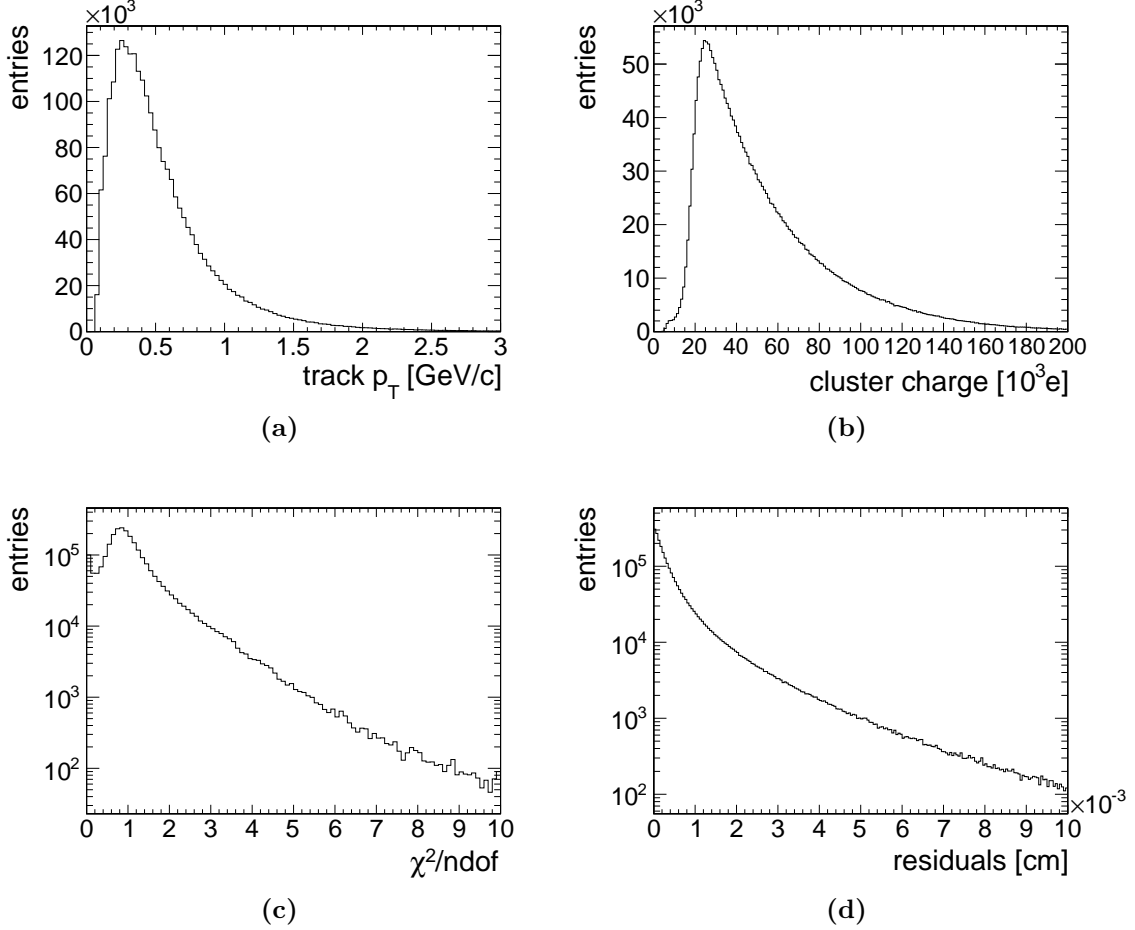 ×10³
entries
120
100
80
60
40
20
0
0 0.5 1 1.5 2 2.5 3
track p_T [GeV/c]
(a)
×10³
entries
50
40
30
20
10
0
0 20 40 60 80 100 120 140 160 180 200
cluster charge [10³e]
(b)
entries
10⁵
10⁴
10³
10²
0 1 2 3 4 5 6 7 8 9 10
χ²/ndof
(c)
entries
10⁵
10⁴
10³
10²
×10⁻³
0 1 2 3 4 5 6 7 8 9 10
residuals [cm]
(d)